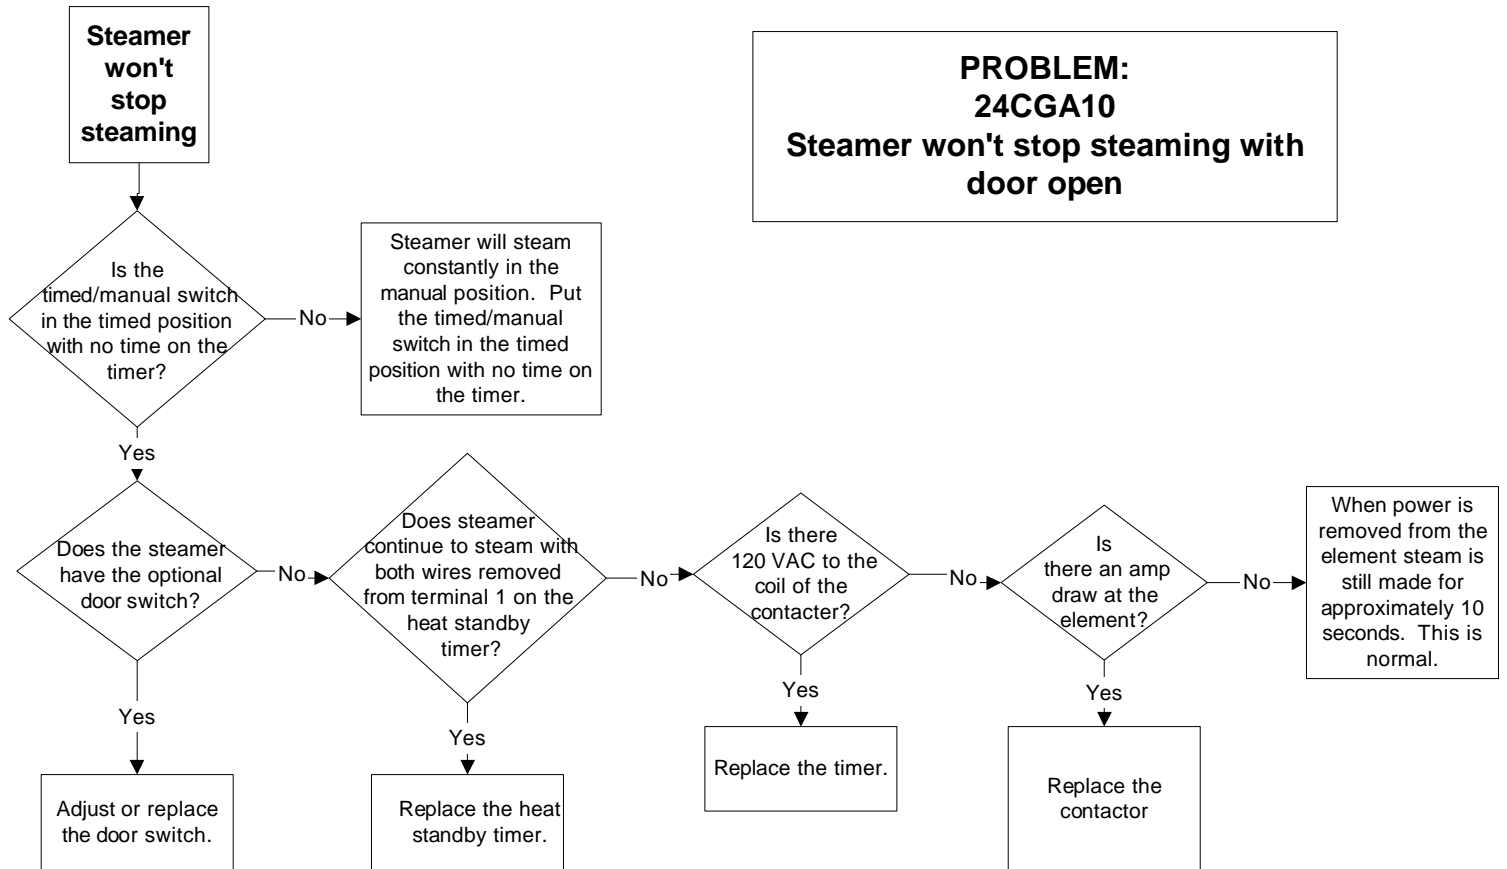 Steamer
won't
stop
steaming
PROBLEM:
24CGA10
Steamer won't stop steaming with
door open
Is the
timed/manual switch
in the timed position
with no time on the
timer?
No
Steamer will steam
constantly in the
manual position. Put
the timed/manual
switch in the timed
position with no time on
the timer.
Yes
Does the steamer
have the optional
door switch?
No
Does steamer
continue to steam with
both wires removed
from terminal 1 on the
heat standby
timer?
No
Is there
120 VAC to the
coil of the
contacter?
No
Is
there an amp
draw at the
element?
No
When power is
removed from the
element steam is
still made for
approximately 10
seconds. This is
normal.
Yes
Adjust or replace
the door switch.
Yes
Replace the heat
standby timer.
Yes
Replace the timer.
Yes
Replace the
contactor